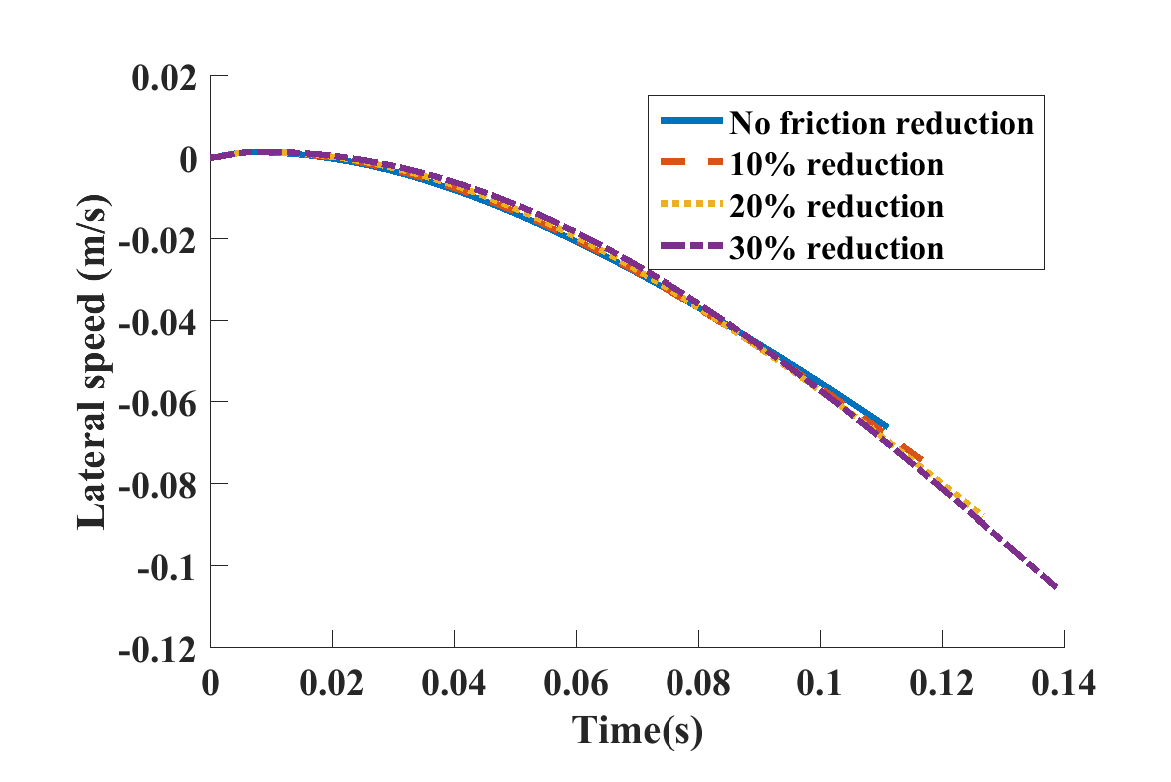 0.02
0
-0.02
-0.04
-0.06
-0.08
-0.1
-0.12
Lateral speed (m/s)
No friction reduction
10% reduction
20% reduction
30% reduction
0 0.02 0.04 0.06 0.08 0.1 0.12 0.14
Time(s)